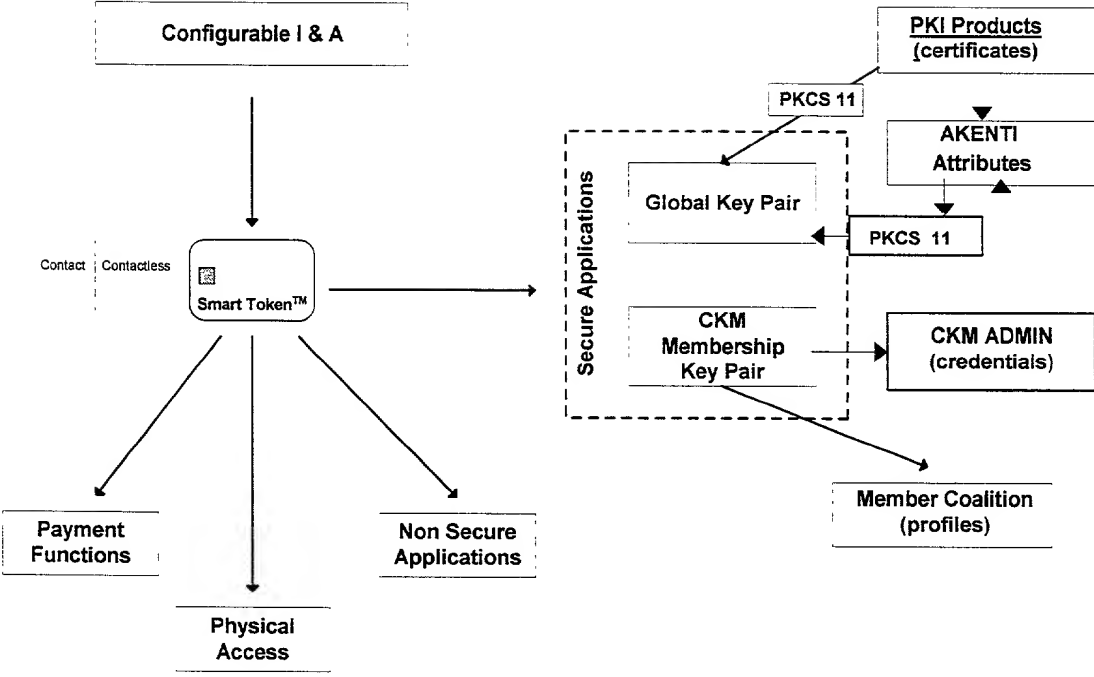 Configurable I & A
PKI Products
(certificates)
PKCS 11
AKENTI
Attributes
Secure Applications
Global Key Pair
PKCS 11
Contact
Contactless
Smart Token™
CKM
Membership
Key Pair
CKM ADMIN
(credentials)
Member Coalition
(profiles)
Payment
Functions
Non Secure
Applications
Physical
Access